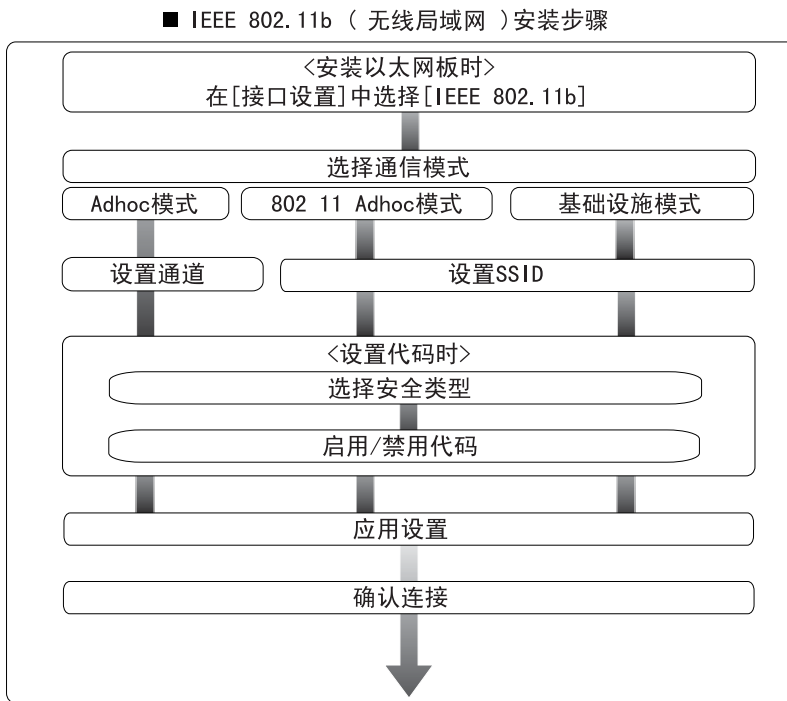 ■ IEEE 802.11b （ 无线局域网 ）安装步骤
<安装以太网板时>
在[接口设置]中选择[IEEE 802.11b]
选择通信模式
Adhoc模式
802 11 Adhoc模式
基础设施模式
设置通道
设置SSID
<设置代码时>
选择安全类型
启用/禁用代码
应用设置
确认连接